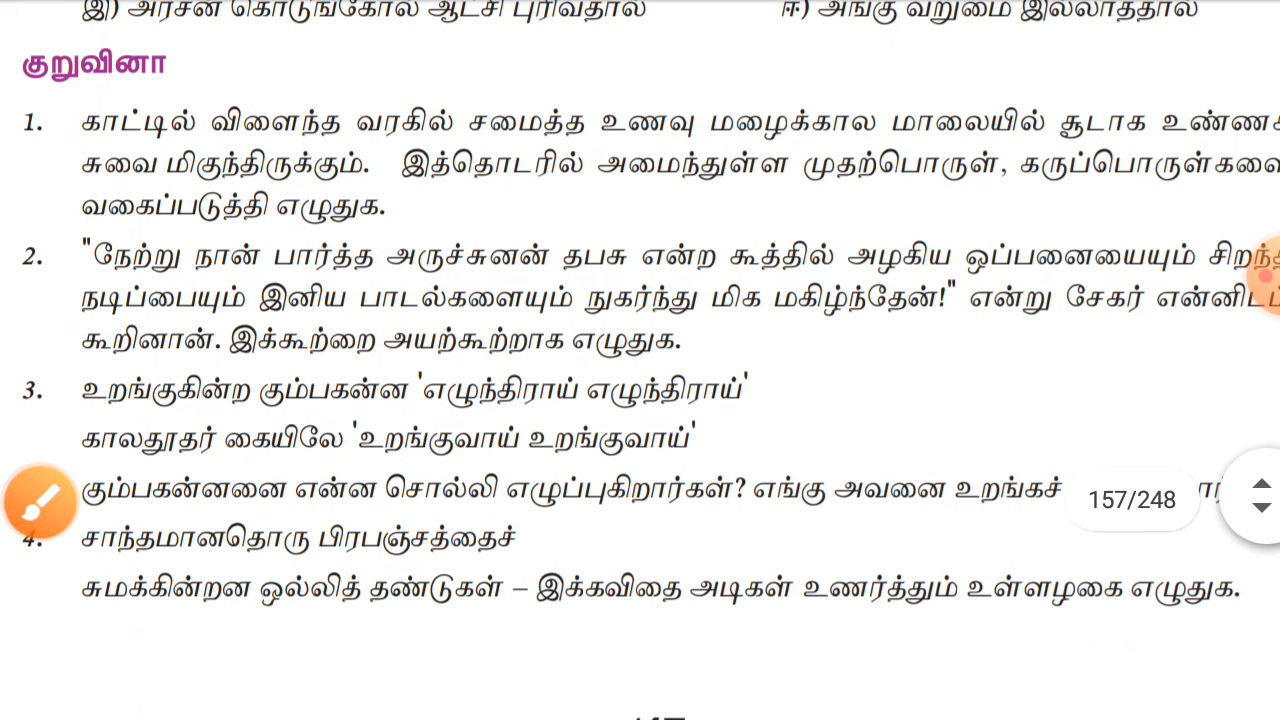 இ) அரசன் கொடுங்கோல் ஆட்சி புரிவதால் ஈ) அங்கு வறுமை இல்லாததால்
குறுவினா
1. காட்டில் விளைந்த வரகில் சமைத்த உணவு மழைக்கால மாலையில் சூடாக
சுவை மிகுந்திருக்கும். இத்தொடரில் அமைந்துள்ள முதற்பொருள்,
வகைப்படுத்தி எழுதுக.
2. "நேற்று நான் பார்த்த அருச்சுனன் தபசு என்ற கூத்தில் அழகிய ஒப்பனையையும்
நடிப்பையும் இனிய பாடல்களையும் நுகர்ந்து மிக மகிழ்ந்தேன்!" என்று சேகர்
கூறினான். இக்கூற்றை அயற்கூற்றாக எழுதுக.
3. உறங்குகின்ற கும்பகன்ன 'எழுந்திராய் எழுந்திராய்'
காலதூதர் கையிலே 'உறங்குவாய் உறங்குவாய்'
கும்பகன்னனை என்ன சொல்லி எழுப்புகிறார்கள்? எங்கு அவனை உறங்கச்
157/248
4. சாந்தமானதொரு பிரபஞ்சத்தைச்
சுமக்கின்றன ஒல்லித் தண்டுகள் – இக்கவிதை அடிகள் உணர்த்தும் உள்ளழகை எழுதுக.